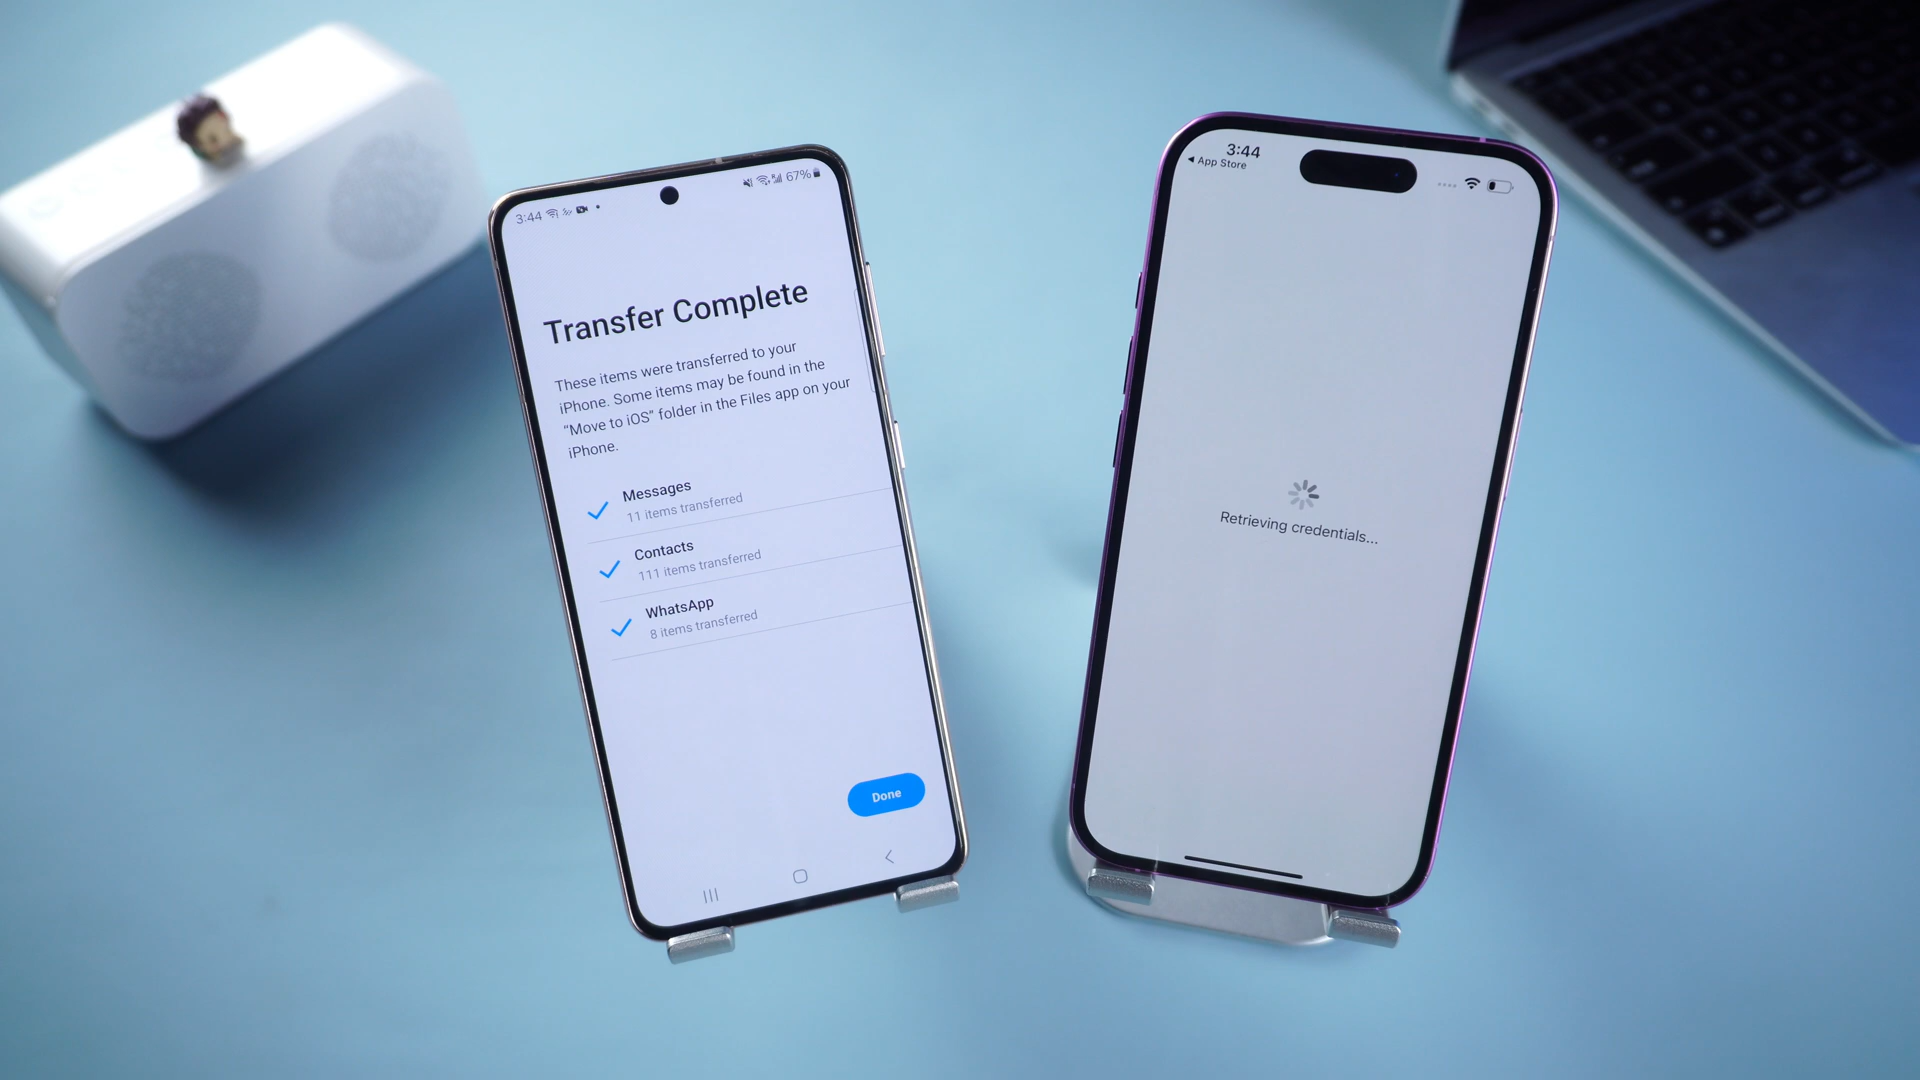 3:44
67%
Transfer Complete
These items were transferred to your
iPhone. Some items may be found in the
“Move to iOS” folder in the Files app on your
iPhone.
Messages
11 items transferred
Contacts
111 items transferred
WhatsApp
8 items transferred
Done
3:44
App Store
Retrieving credentials...